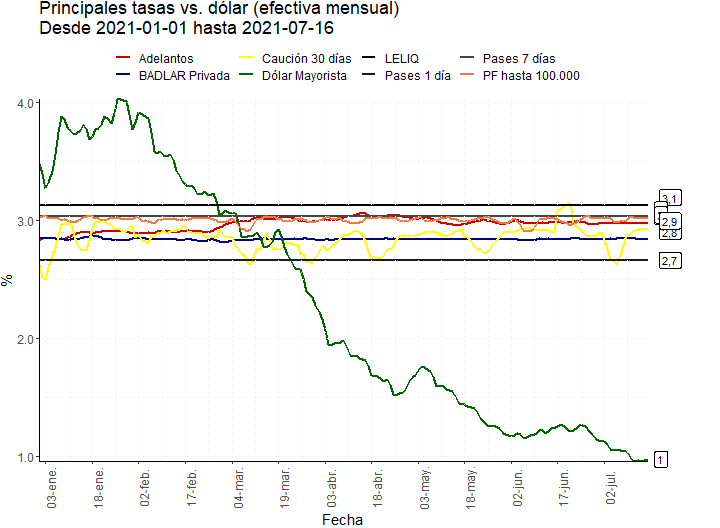 Principales tasas vs. dólar (efectiva mensual)
Desde 2021-01-01 hasta 2021-07-16
Adelantos Caución 30 días LELIQ Pases 7 días
BADLAR Privada Dólar Mayorista Pases 1 día PF hasta 100.000
4.0
3.0
2.0
1.0
%
3,1
2,9
2,8
2,7
1
03-ene. 18-ene. 02-feb. 17-feb. 04-mar. 19-mar. 03-abr. 18-abr. 03-may. 18-may. 02-jun. 17-jun. 02-jul.
Fecha